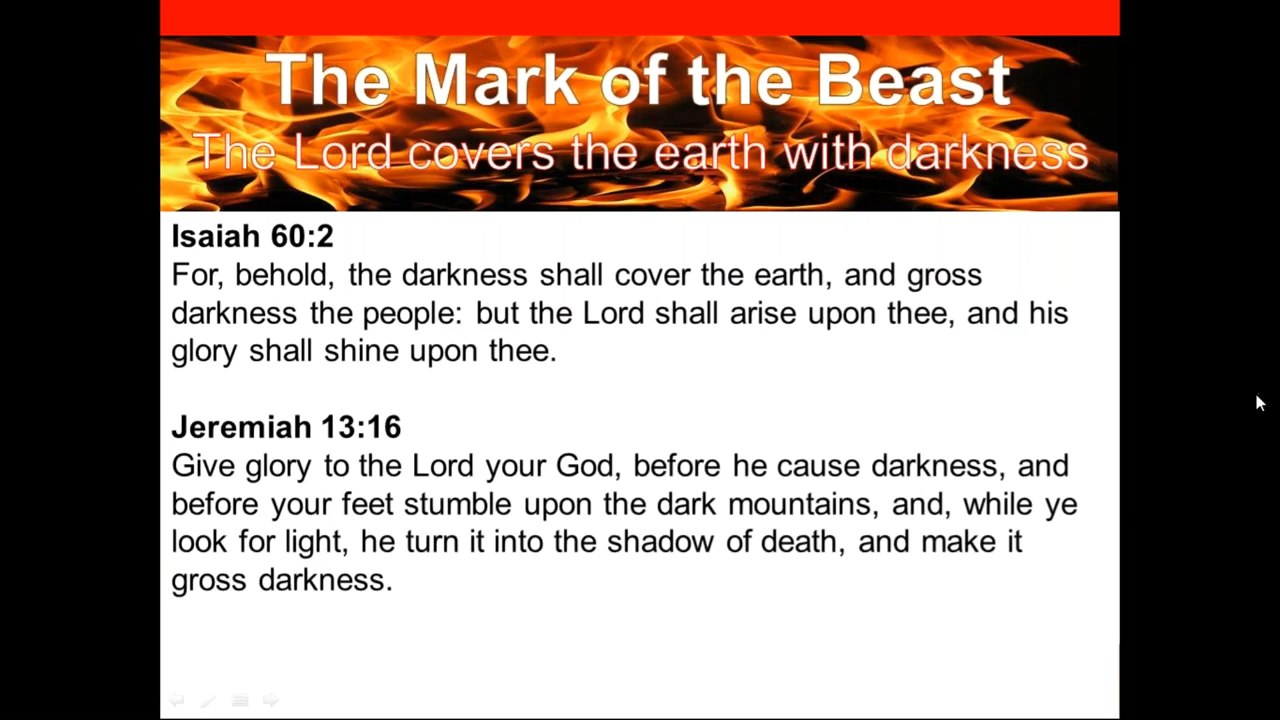 The Mark of the Beast
The Lord covers the earth with darkness
Isaiah 60:2
For, behold, the darkness shall cover the earth, and gross
darkness the people: but the Lord shall arise upon thee, and his
glory shall shine upon thee.
Jeremiah 13:16
Give glory to the Lord your God, before he cause darkness, and
before your feet stumble upon the dark mountains, and, while ye
look for light, he turn it into the shadow of death, and make it
gross darkness.